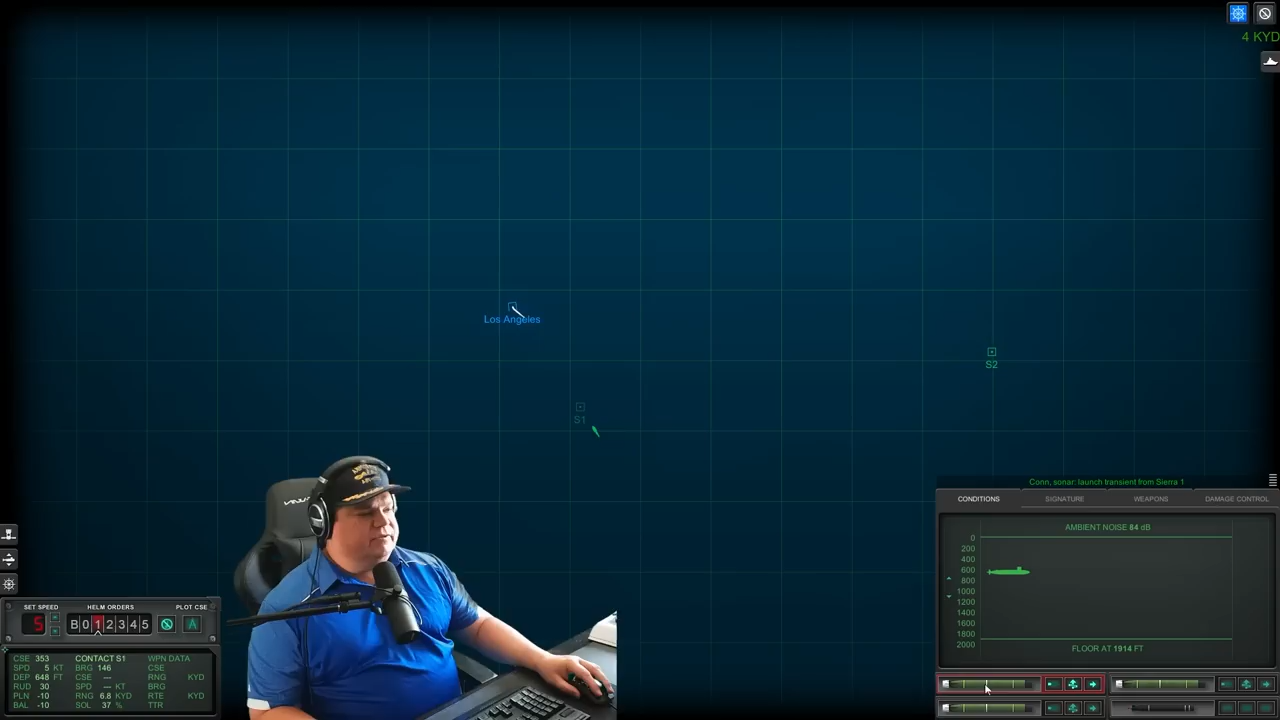 4 KYD
Los Angeles
S2
S1
Conn, sonar: launch transient from Sierra 1
CONDITIONS SIGNATURE WEAPONS DAMAGE CONTROL
AMBIENT NOISE 84 dB
0
200
400
600
800
1000
1200
1400
1600
1800
2000
FLOOR AT 1914 FT
SET SPEED HELM ORDERS PLOT CSE
5 B 0 1 2 3 4 5 A
CSE 353 CONTACT S1 WPN DATA
SPD 5 KT BRG 146 CSE
DEP 648 FT CSE --- RNG KYD
RUD 30 SPD --- KT BRG
PLN -10 RNG 6.8 KYD RTE KYD
BAL -10 SOL 37 % TTR